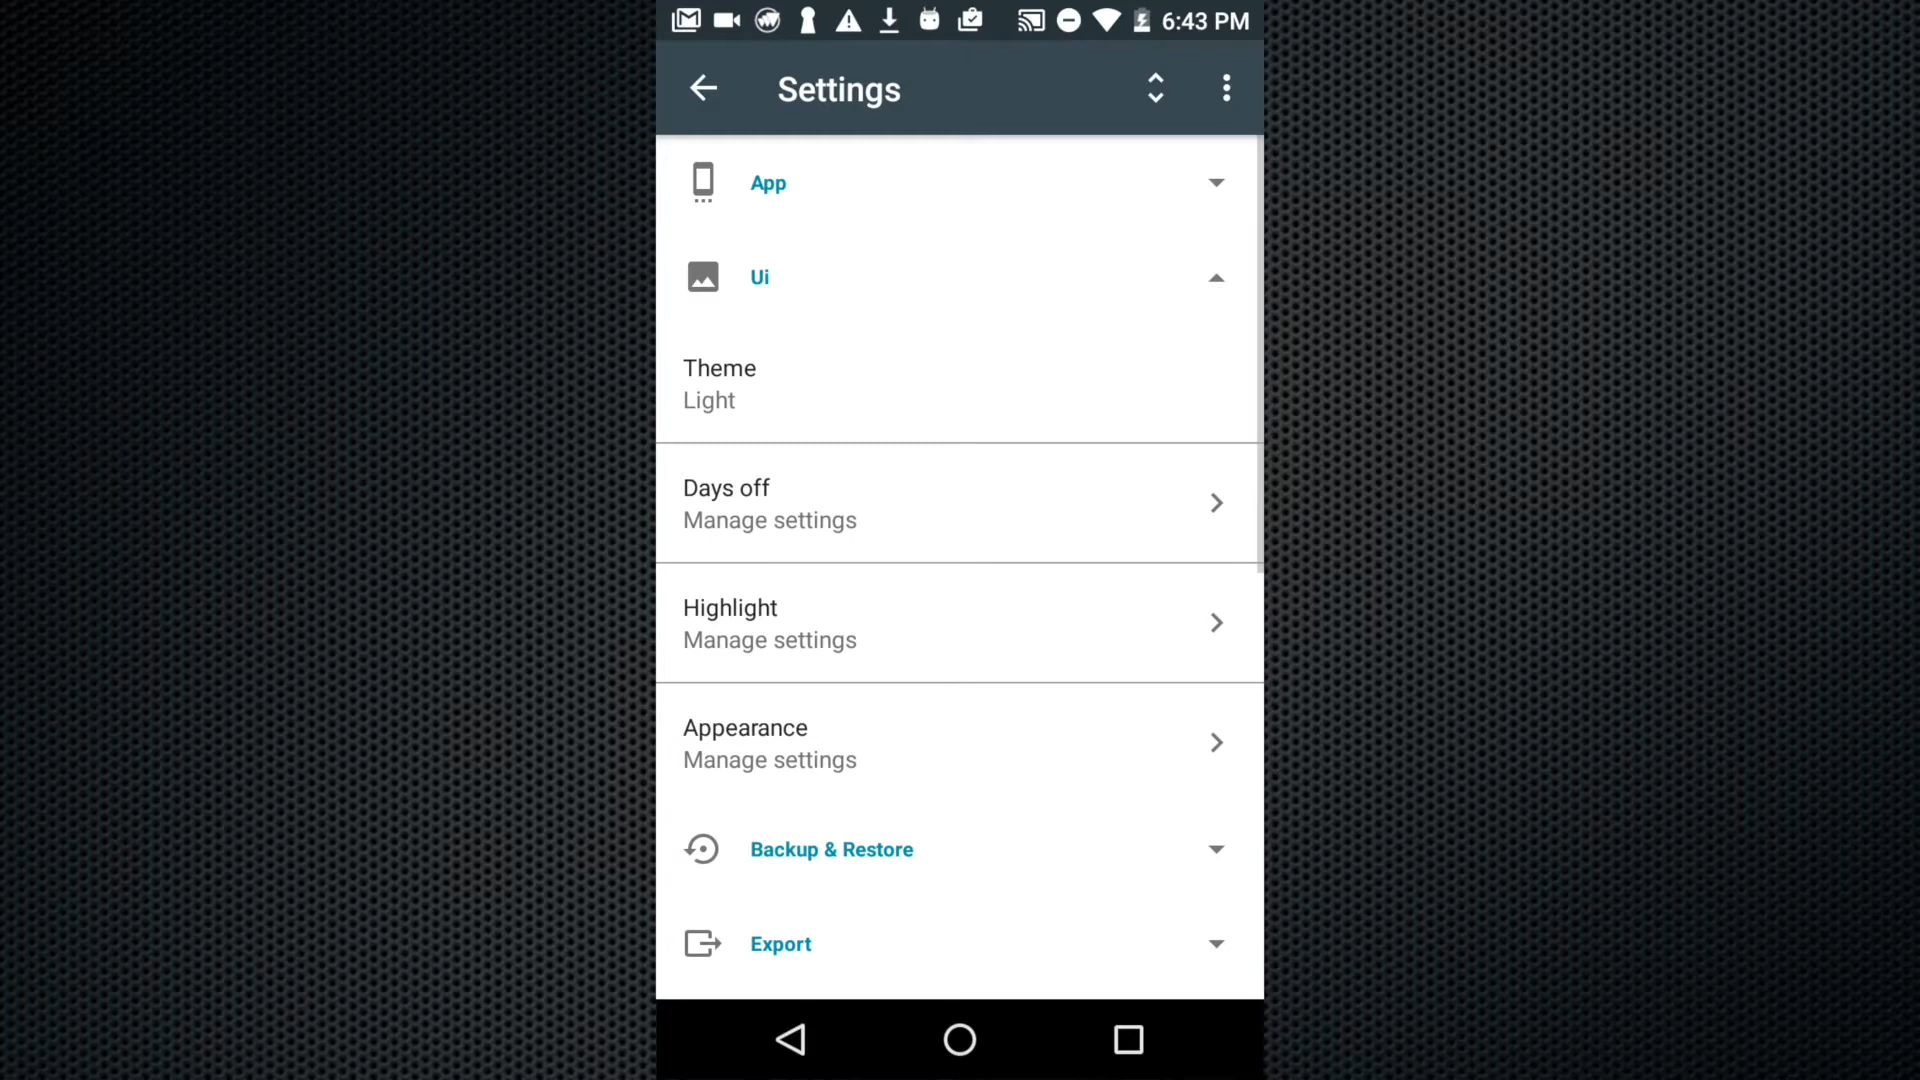 6:43 PM
Settings
App
Ui
Theme
Light
Days off
Manage settings
Highlight
Manage settings
Appearance
Manage settings
Backup & Restore
Export